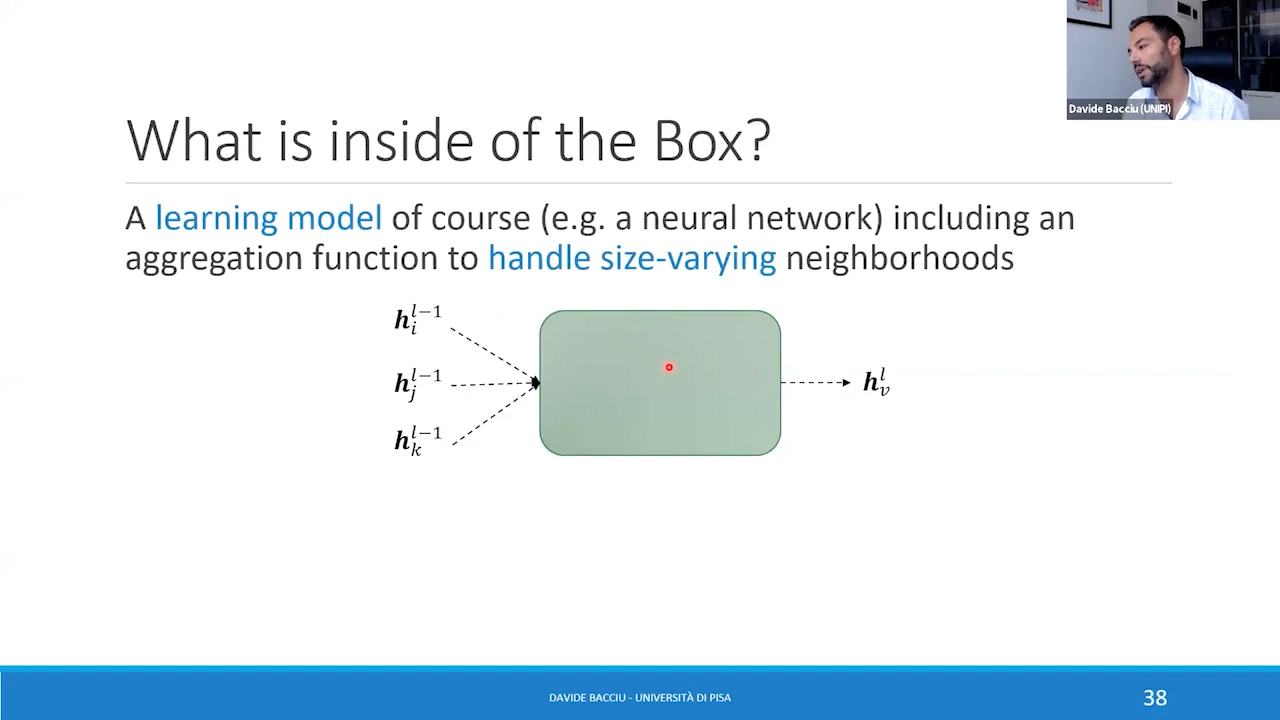 Davide Bacciu (UNIPI)
What is inside of the Box?
A learning model of course (e.g. a neural network) including an
aggregation function to handle size-varying neighborhoods
h_i^{l-1}
h_j^{l-1}
h_k^{l-1}
h_v^l
DAVIDE BACCIU - UNIVERSITÀ DI PISA
38